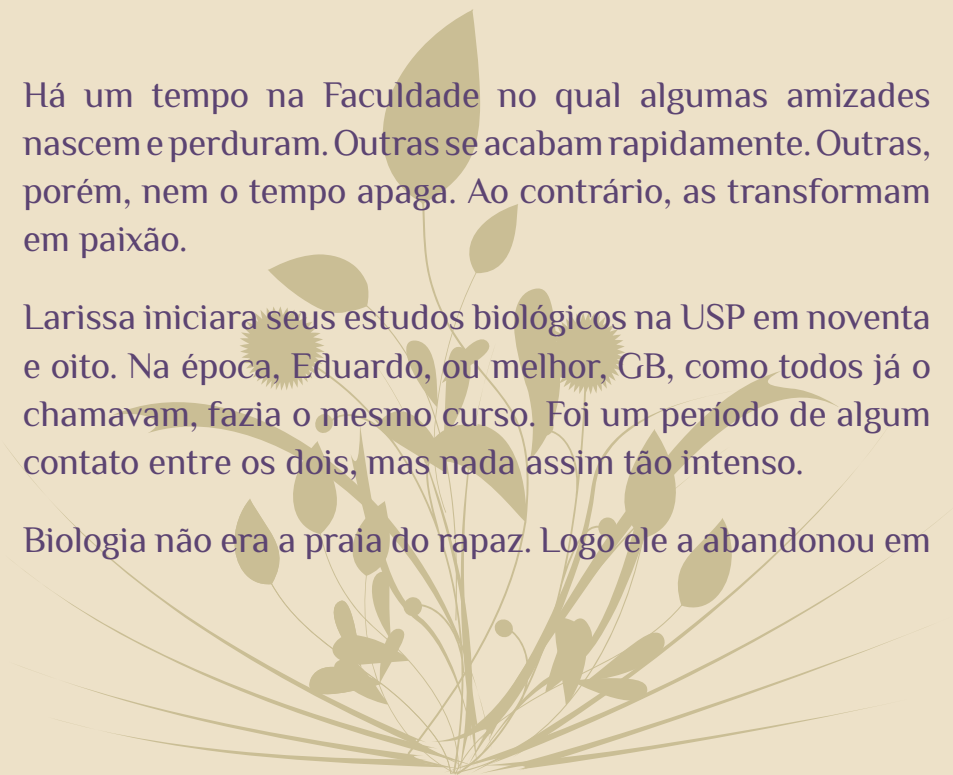 Há um tempo na Faculdade no qual algumas amizades
nascem e perduram. Outras se acabam rapidamente. Outras,
porém, nem o tempo apaga. Ao contrário, as transformam
em paixão.
Larissa iniciara seus estudos biológicos na USP em noventa
e oito. Na época, Eduardo, ou melhor, GB, como todos já o
chamavam, fazia o mesmo curso. Foi um período de algum
contato entre os dois, mas nada assim tão intenso.
Biologia não era a praia do rapaz. Logo ele a abandonou em